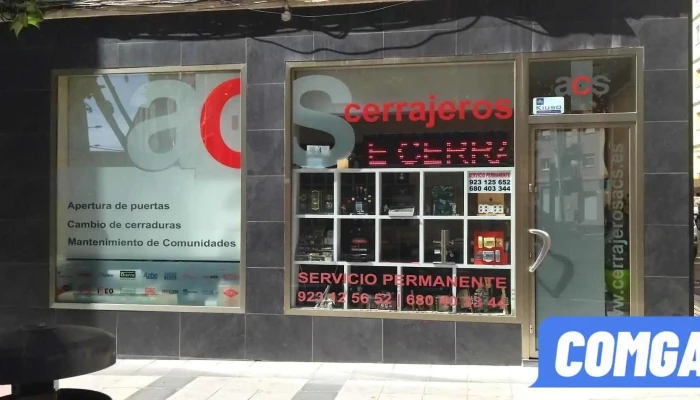 acs
Apertura de puertas
Cambio de cerraduras
Mantenimiento de Comunidades
cerrajeros
E CERRA
SERVICIO PERMANENTE
923 125 652
680 403 344
SERVICIO PERMANENTE
923 12 56 52 | 680 40 33 44
acs
www.cerrajerosacs.es
COMGA